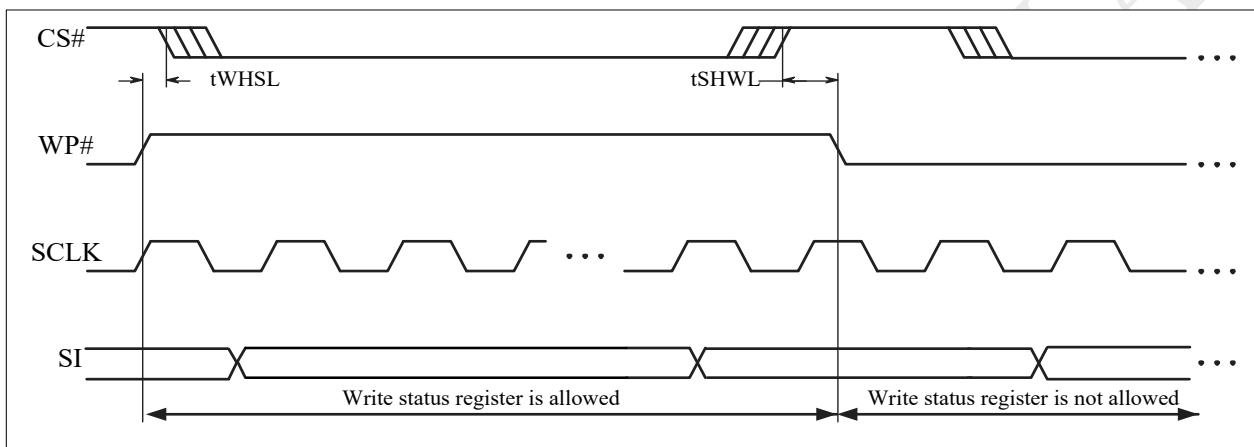 CS#
tWHSL
tSHWL
WP#
SCLK
SI
Write status register is allowed
Write status register is not allowed